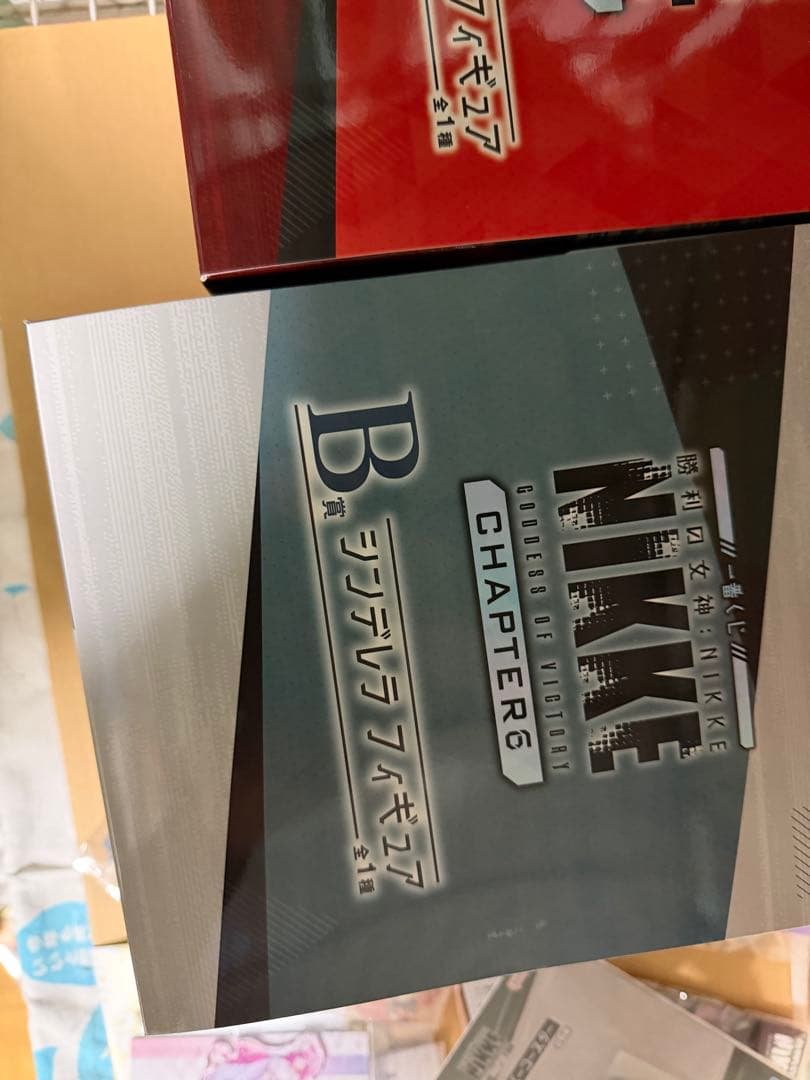 フィギュア
全1種
一番くじ
勝利の女神:NIKKE
NIKKE
GODDESS OF VICTORY
CHAPTER6
B賞
シンデレラ フィギュア
全1種